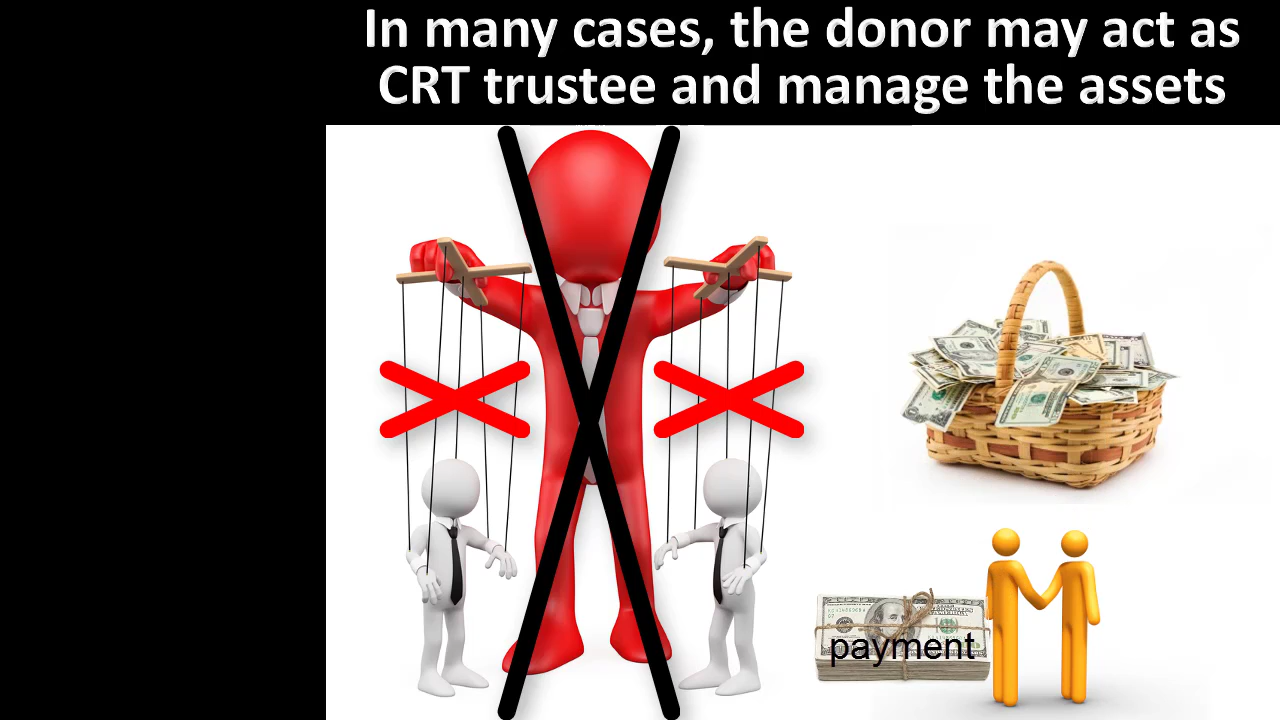 In many cases, the donor may act as
CRT trustee and manage the assets
payment